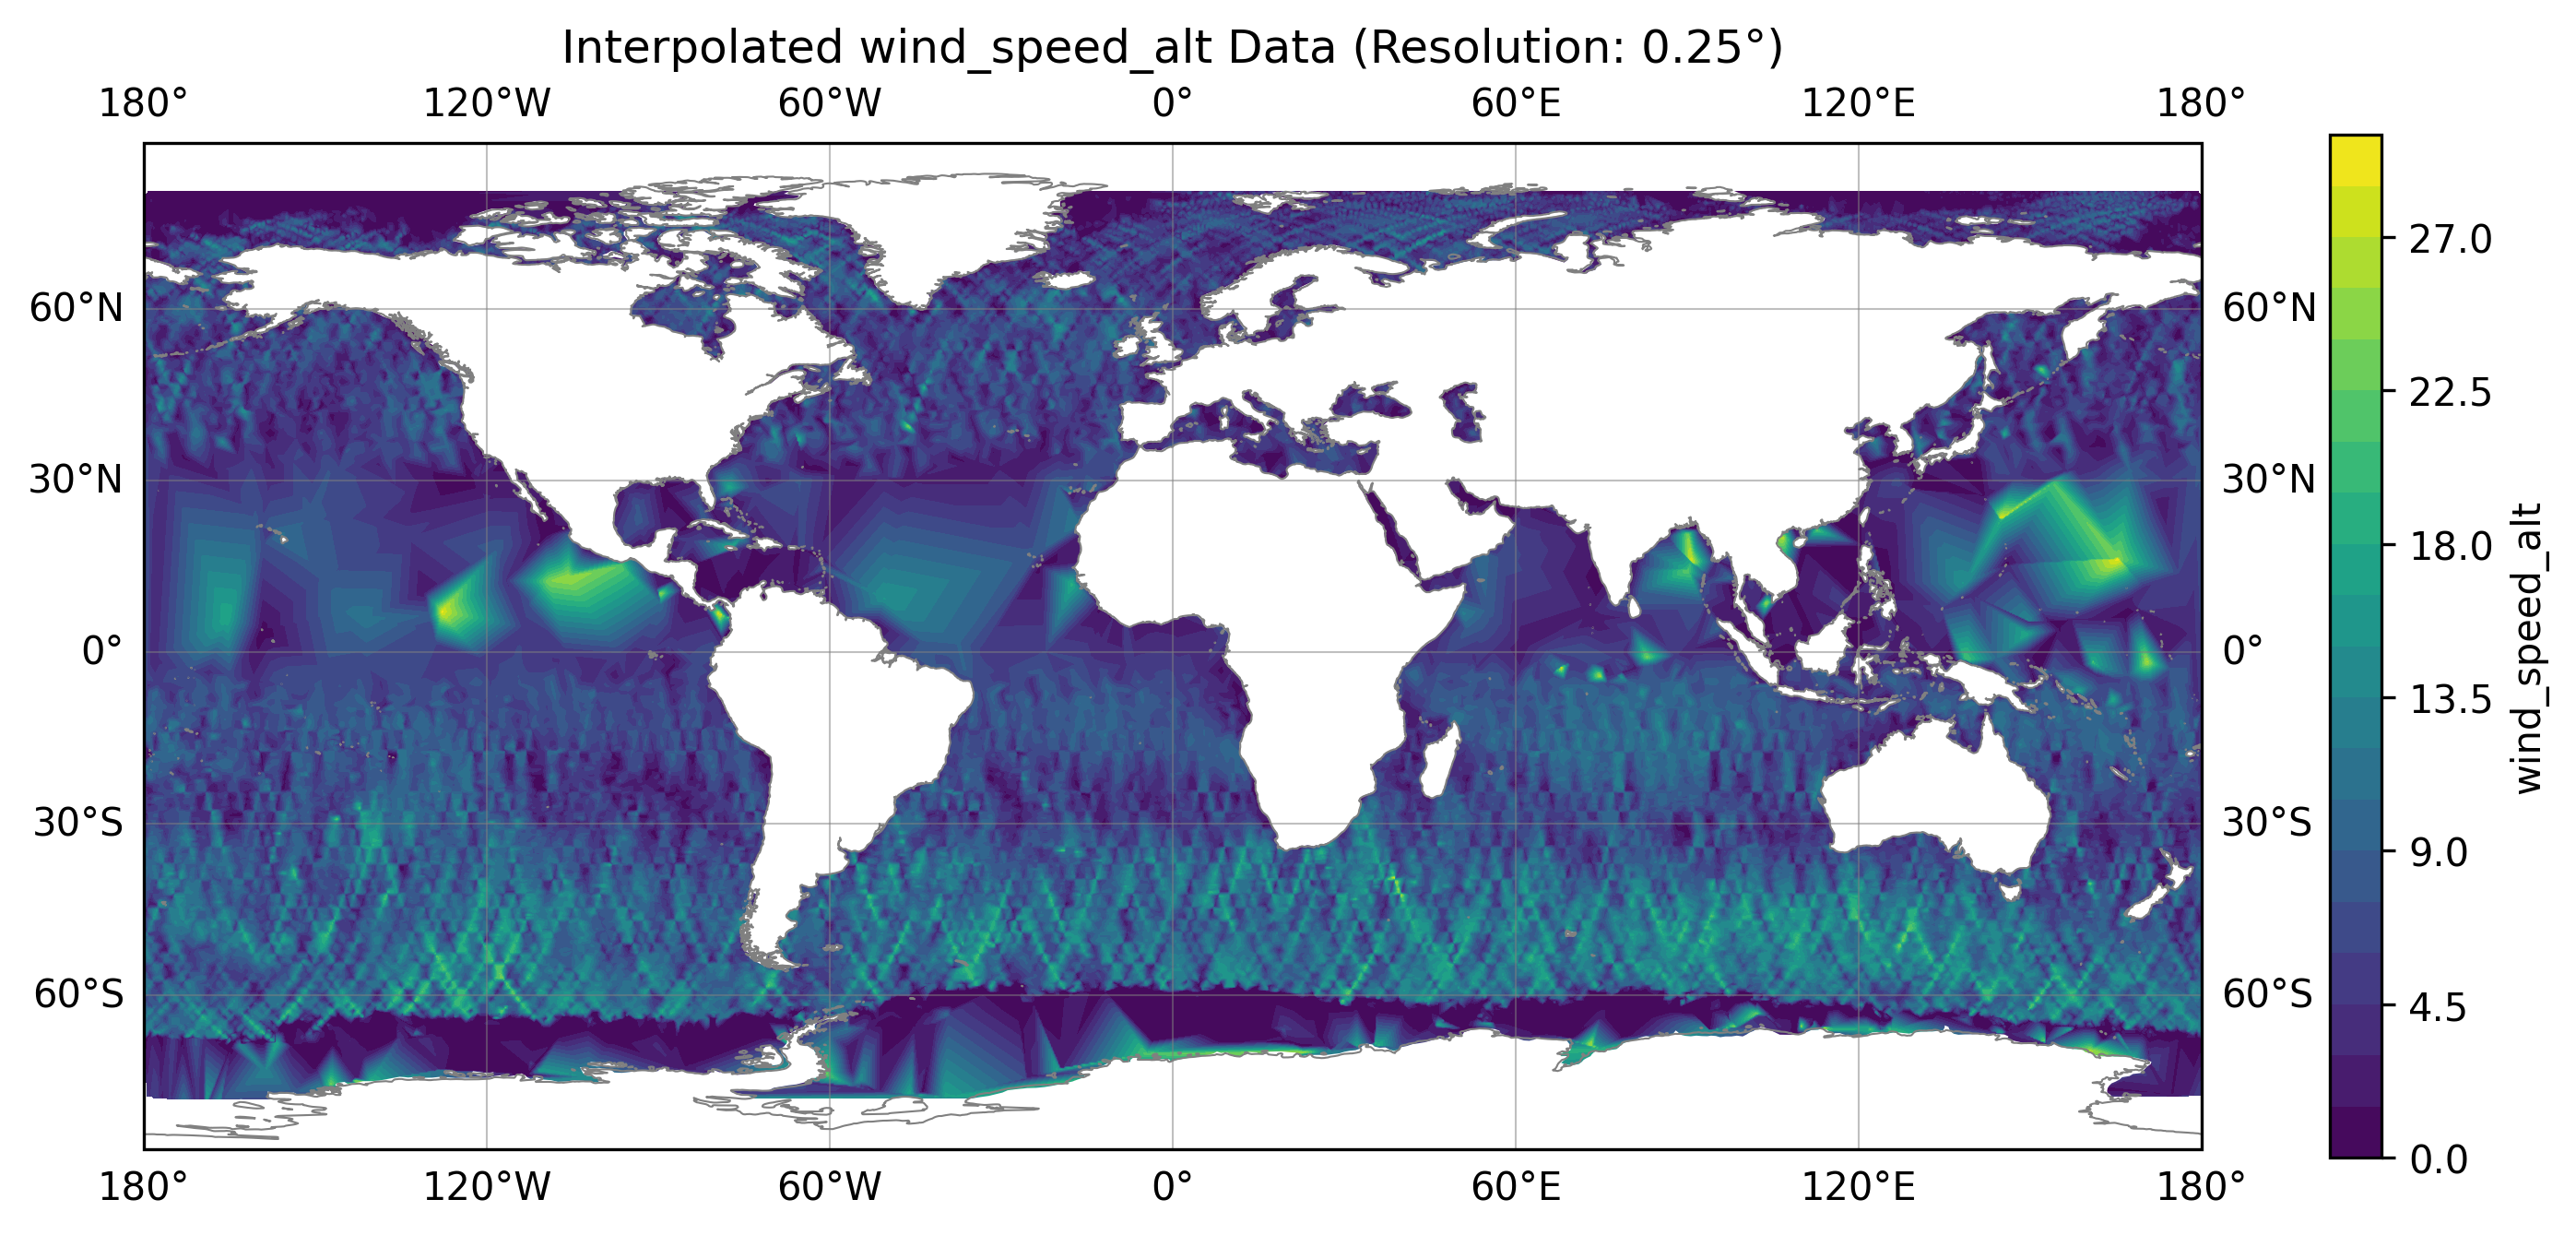 Interpolated wind_speed_alt Data (Resolution: 0.25°)
180° 120°W 60°W 0° 60°E 120°E 180°
60°N 60°N
30°N 30°N
0° 0°
30°S 30°S
60°S 60°S
180° 120°W 60°W 0° 60°E 120°E 180°
27.0
22.5
18.0
13.5
9.0
4.5
0.0
wind_speed_alt